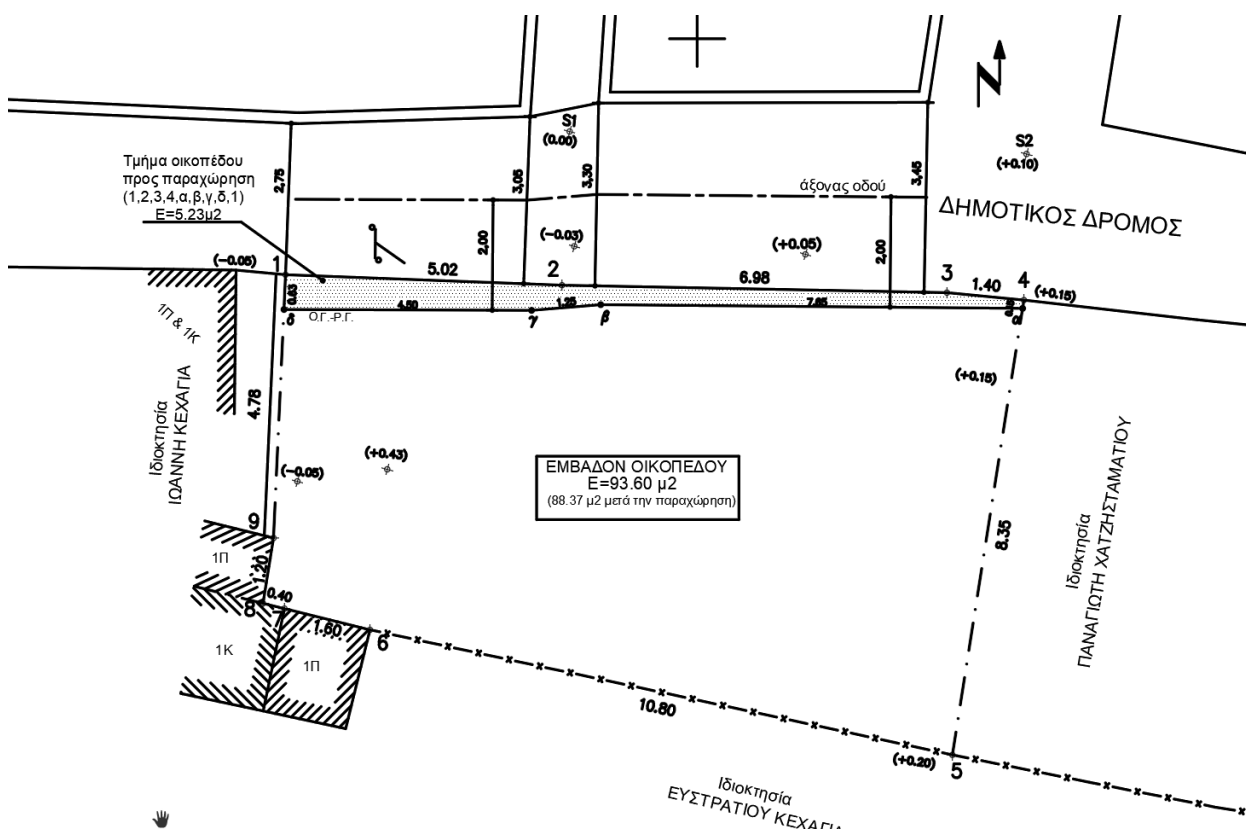 N
S1
(0.00)
S2
(+0.10)
Τμήμα οικοπέδου
προς παραχώρηση
(1,2,3,4,α,β,γ,δ,1)
Ε=5.23μ2
2,75
3,05
3,30
3,45
άξονας οδού
ΔΗΜΟΤΙΚΟΣ ΔΡΟΜΟΣ
(−0.05)
1
2,00
(−0.03)
(+0.05)
2,00
5.02
2
6.98
3
1.40
4
(+0.15)
0.63
4.50
1.25
7.65
δ
Ο.Γ.-Ρ.Γ.
γ
β
α
1Π & 1Κ
(+0.15)
4.78
Ιδιοκτησία
ΙΩΑΝΝΗ ΚΕΧΑΓΙΑ
(−0.05)
(+0.43)
ΕΜΒΑΔΟΝ ΟΙΚΟΠΕΔΟΥ
Ε=93.60 μ2
(88.37 μ2 μετά την παραχώρηση)
8.35
Ιδιοκτησία
ΠΑΝΑΓΙΩΤΗ ΧΑΤΖΗΣΤΑΜΑΤΙΟΥ
9
1Π
1.20
0.40
8
7
1.60
6
1Κ
1Π
10.80
(+0.20)
5
Ιδιοκτησία
ΕΥΣΤΡΑΤΙΟΥ ΚΕΧΑΓΙΑ